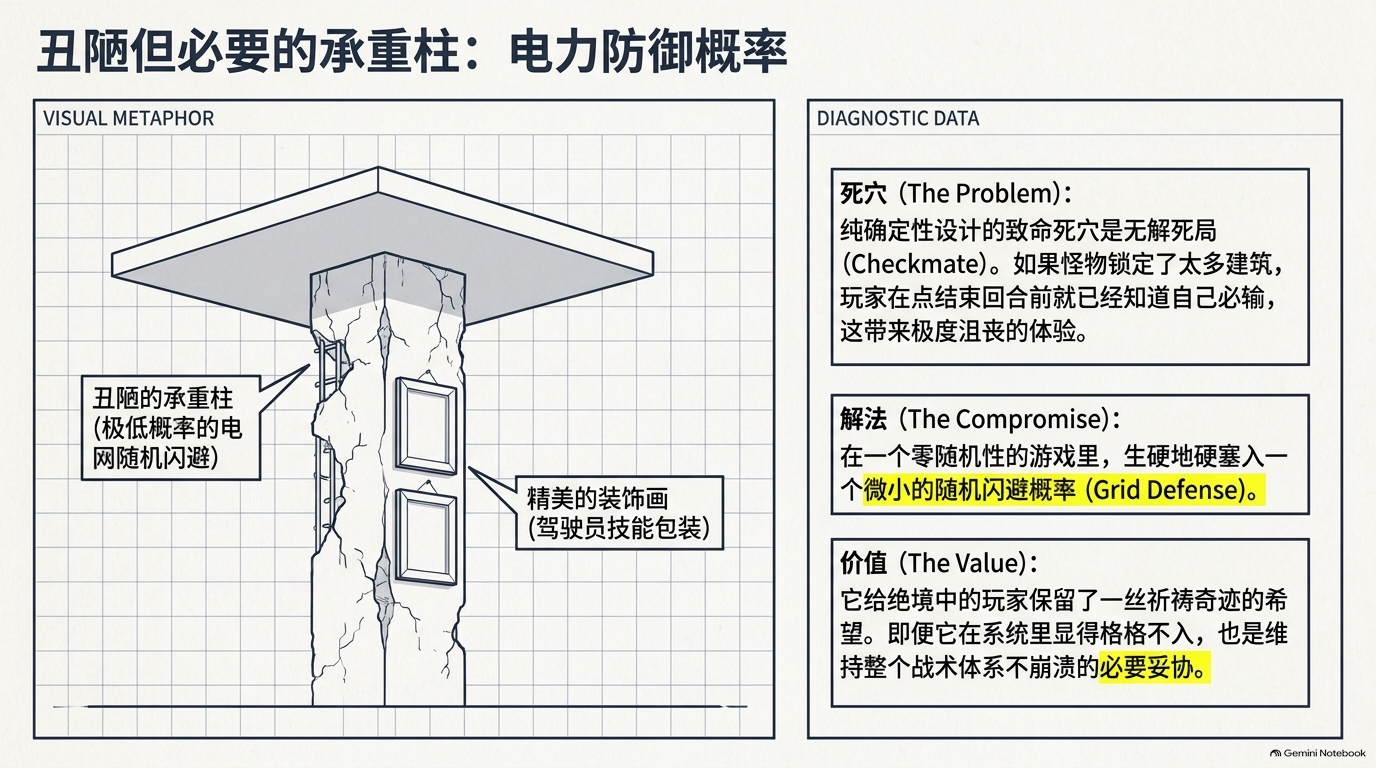 丑陋但必要的承重柱：电力防御概率
VISUAL METAPHOR
丑陋的承重柱
(极低概率的电
网随机闪避)
精美的装饰画
(驾驶员技能包装)
DIAGNOSTIC DATA
死穴（The Problem）：
纯确定性设计的致命死穴是无解死局
（Checkmate）。如果怪物锁定了太多建筑，
玩家在点结束回合前就已经知道自己必输，
这带来极度沮丧的体验。
解法（The Compromise）：
在一个零随机性的游戏里，生硬地硬塞入一
个微小的随机闪避概率（Grid Defense）。
价值（The Value）：
它给绝境中的玩家保留了一丝祈祷奇迹的希
望。即便它在系统里显得格格不入，也是维
持整个战术体系不崩溃的必要妥协。
Gemini Notebook